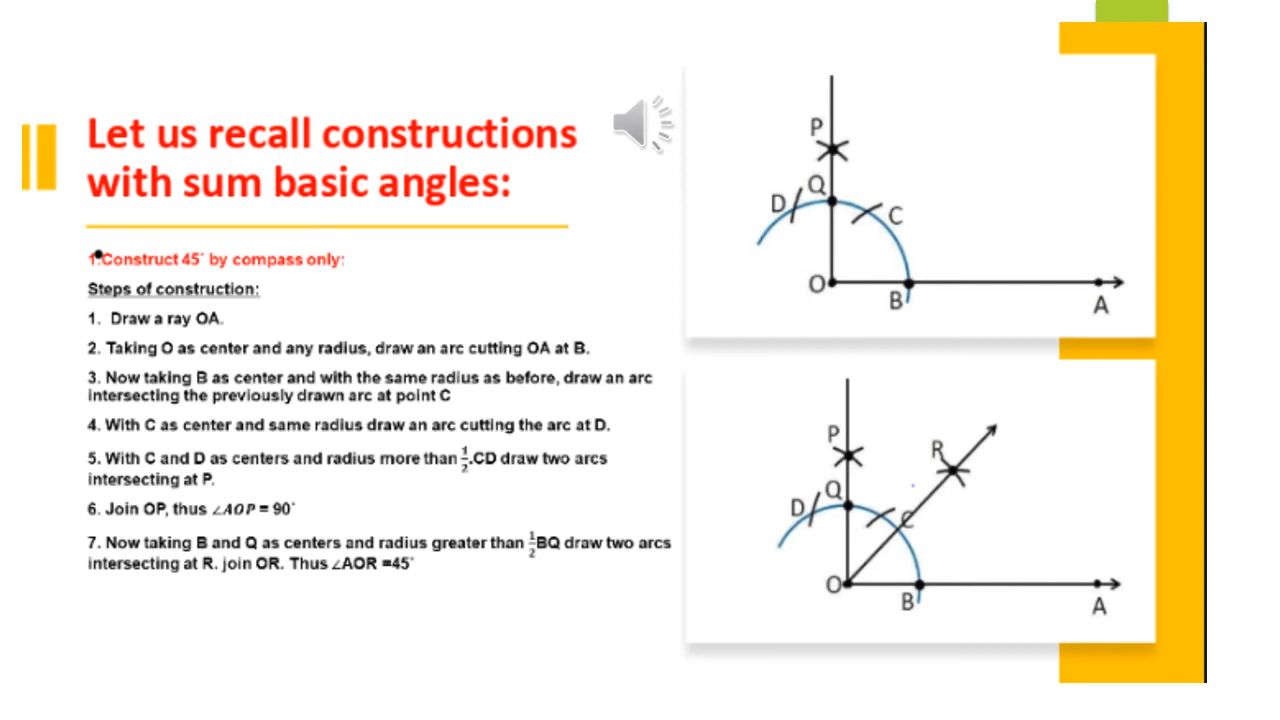 Let us recall constructions
with sum basic angles:
1.Construct 45° by compass only:
Steps of construction:
1. Draw a ray OA.
2. Taking O as center and any radius, draw an arc cutting OA at B.
3. Now taking B as center and with the same radius as before, draw an arc
intersecting the previously drawn arc at point C
4. With C as center and same radius draw an arc cutting the arc at D.
5. With C and D as centers and radius more than 1/2.CD draw two arcs
intersecting at P.
6. Join OP, thus ∠AOP = 90°
7. Now taking B and Q as centers and radius greater than 1/2BQ draw two arcs
intersecting at R. join OR. Thus ∠AOR =45°
P
Q
D
C
O
B
A
P
R
Q
D
C
O
B
A